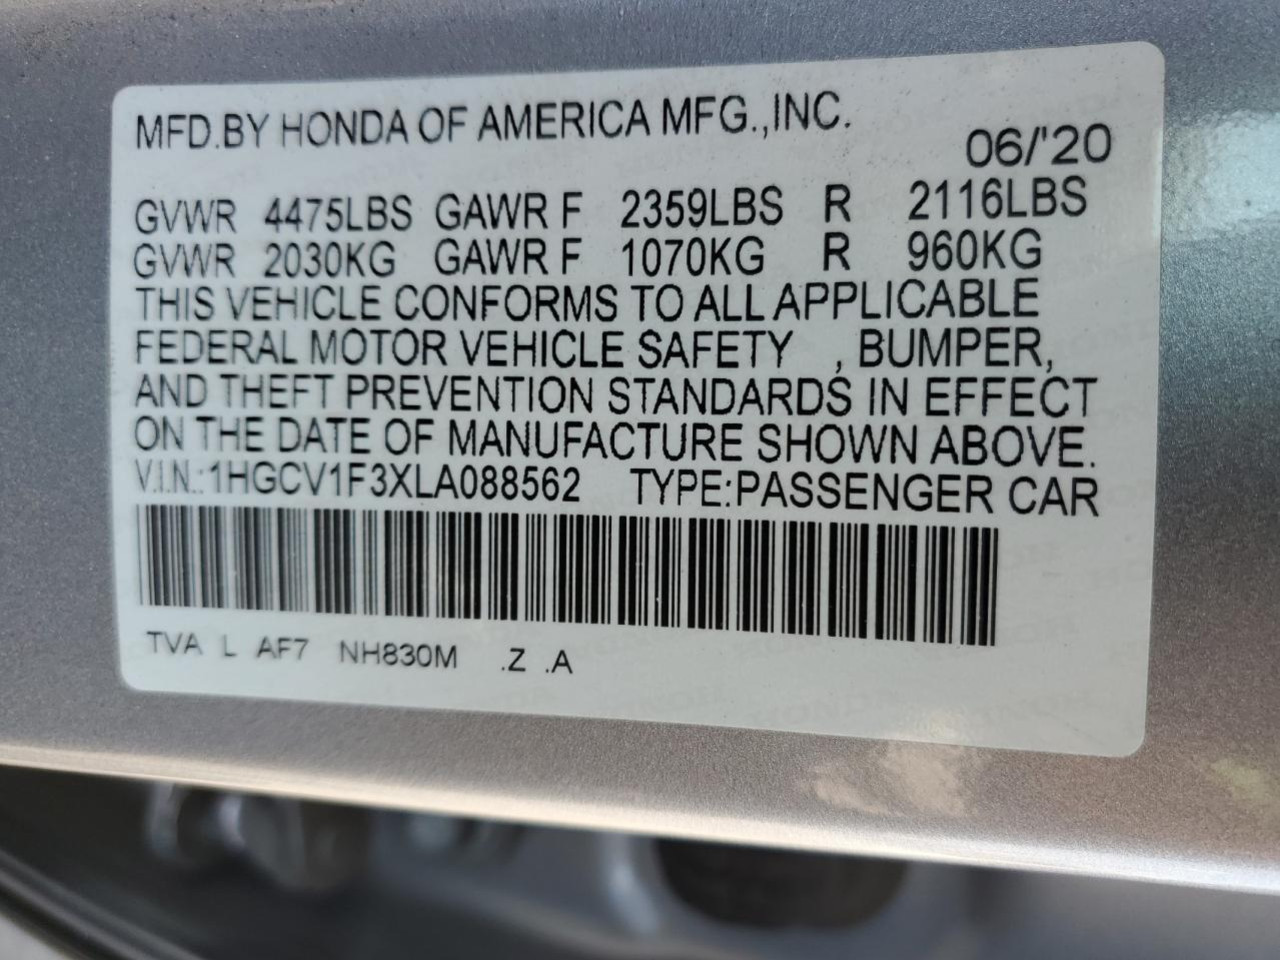 MFD.BY HONDA OF AMERICA MFG.,INC.
06/'20
GVWR 4475LBS GAWR F 2359LBS R 2116LBS
GVWR 2030KG GAWR F 1070KG R 960KG
THIS VEHICLE CONFORMS TO ALL APPLICABLE
FEDERAL MOTOR VEHICLE SAFETY , BUMPER,
AND THEFT PREVENTION STANDARDS IN EFFECT
ON THE DATE OF MANUFACTURE SHOWN ABOVE.
V.I.N.:1HGCV1F3XLA088562 TYPE:PASSENGER CAR
TVA L AF7 NH830M .Z .A